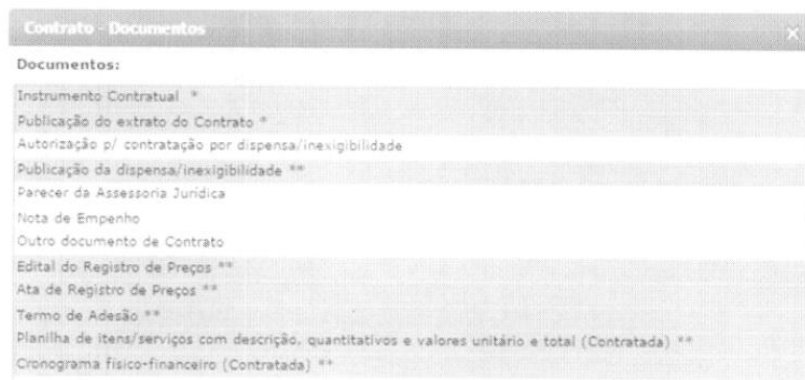 Contrato - Documentos X
Documentos:
Instrumento Contratual *
Publicação do extrato do Contrato *
Autorização p/ contratação por dispensa/inexigibilidade
Publicação da dispensa/inexigibilidade **
Parecer da Assessoria Jurídica
Nota de Empenho
Outro documento de Contrato
Edital do Registro de Preços **
Ata de Registro de Preços **
Termo de Adesão **
Planilha de itens/serviços com descrição, quantitativos e valores unitário e total (Contratada) **
Cronograma físico-financeiro (Contratada) **